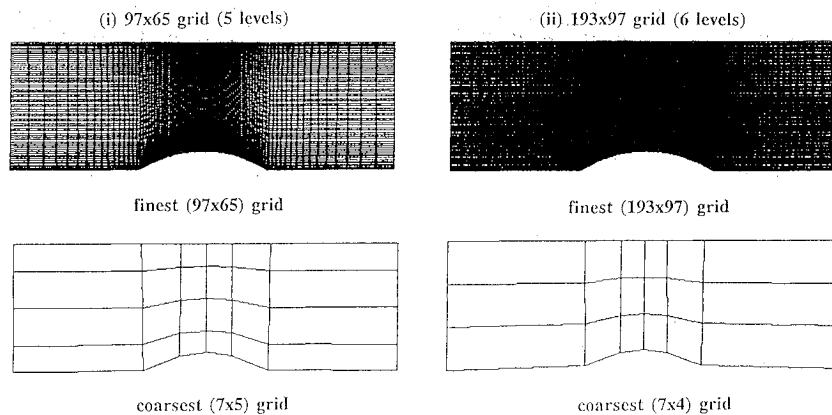 (i) 97x65 grid (5 levels)
(ii) 193x97 grid (6 levels)
finest (97x65) grid
finest (193x97) grid
coarsest (7x5) grid
coarsest (7x4) grid